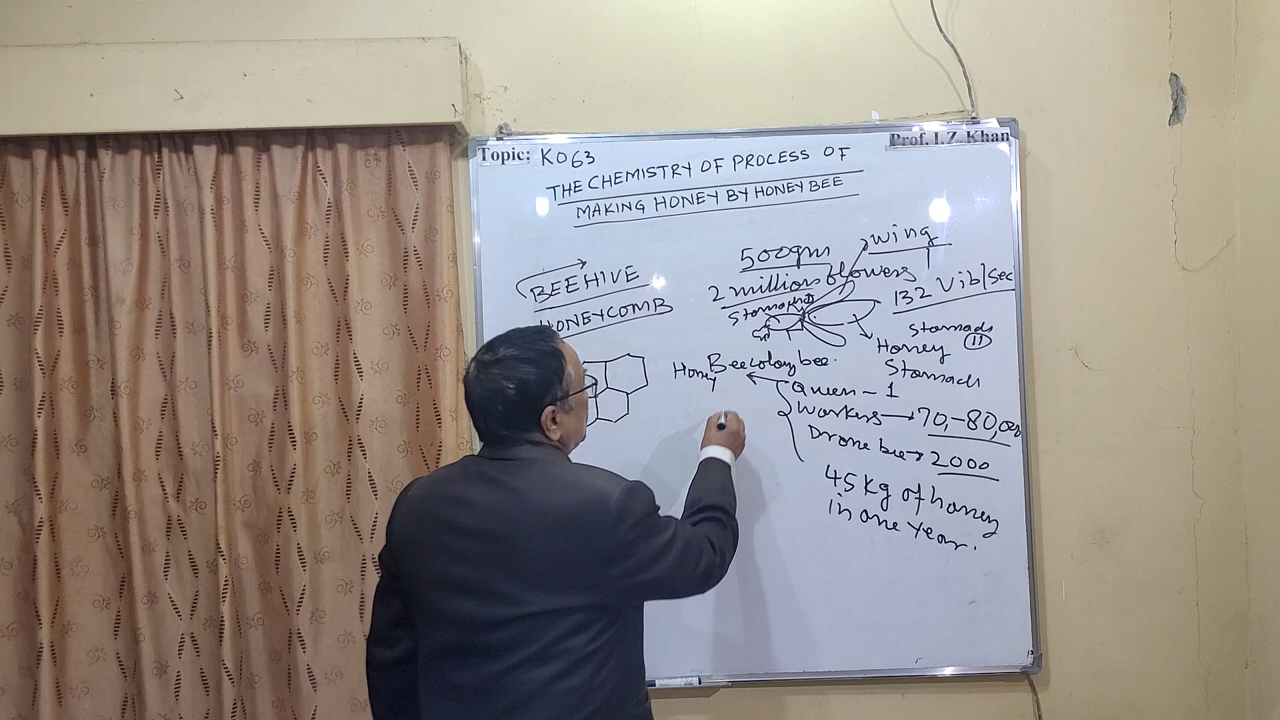 Topic: K063
Prof. I.Z. Khan
THE CHEMISTRY OF PROCESS OF
MAKING HONEY BY HONEY BEE
BEEHIVE
HONEYCOMB
500gm
2 million flowers
Stomach I
wing
132 Vib/Sec
Stomach II
Honey
Stomach
Honey Bee colony bee.
Queen - 1
Workers → 70,-80,000
Drone bee → 2000
45 Kg of honey
in one Year.